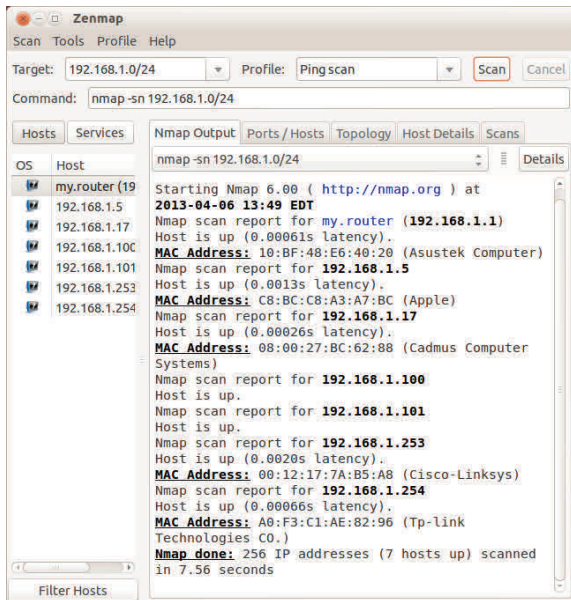 Zenmap
Scan Tools Profile Help
Target: 192.168.1.0/24 Profile: Ping scan Scan Cancel
Command: nmap -sn 192.168.1.0/24
Hosts Services
OS Host
my.router (19
192.168.1.5
192.168.1.17
192.168.1.100
192.168.1.101
192.168.1.253
192.168.1.254
Filter Hosts
Nmap Output Ports / Hosts Topology Host Details Scans
nmap -sn 192.168.1.0/24 Details
Starting Nmap 6.00 ( http://nmap.org ) at
2013-04-06 13:49 EDT
Nmap scan report for my.router (192.168.1.1)
Host is up (0.00061s latency).
MAC Address: 10:BF:48:E6:40:20 (Asustek Computer)
Nmap scan report for 192.168.1.5
Host is up (0.0013s latency).
MAC Address: C8:BC:C8:A3:A7:BC (Apple)
Nmap scan report for 192.168.1.17
Host is up (0.00026s latency).
MAC Address: 08:00:27:BC:62:88 (Cadmus Computer
Systems)
Nmap scan report for 192.168.1.100
Host is up.
Nmap scan report for 192.168.1.101
Host is up.
Nmap scan report for 192.168.1.253
Host is up (0.0020s latency).
MAC Address: 00:12:17:7A:B5:A8 (Cisco-Linksys)
Nmap scan report for 192.168.1.254
Host is up (0.00066s latency).
MAC Address: A0:F3:C1:AE:82:96 (Tp-link
Technologies CO.)
Nmap done: 256 IP addresses (7 hosts up) scanned
in 7.56 seconds